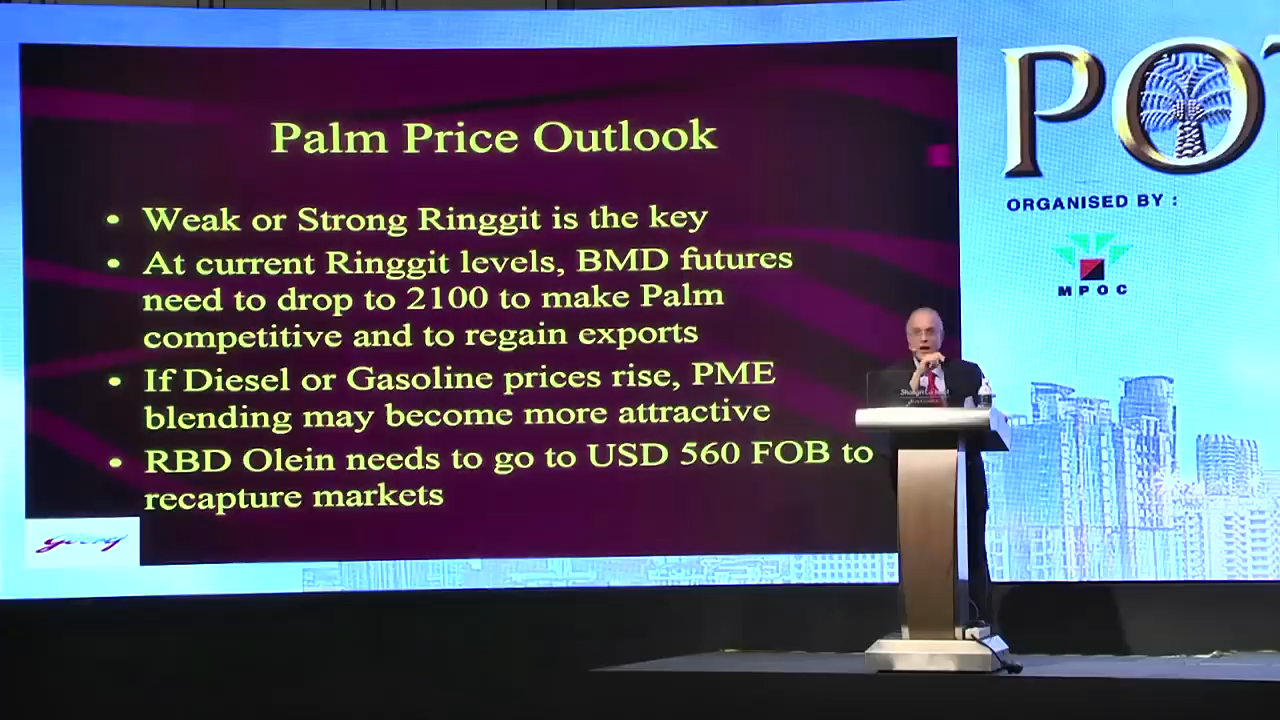 Palm Price Outlook
• Weak or Strong Ringgit is the key
• At current Ringgit levels, BMD futures
need to drop to 2100 to make Palm
competitive and to regain exports
• If Diesel or Gasoline prices rise, PME
blending may become more attractive
• RBD Olein needs to go to USD 560 FOB to
recapture markets
Godrej
POT
ORGANISED BY :
MPOC